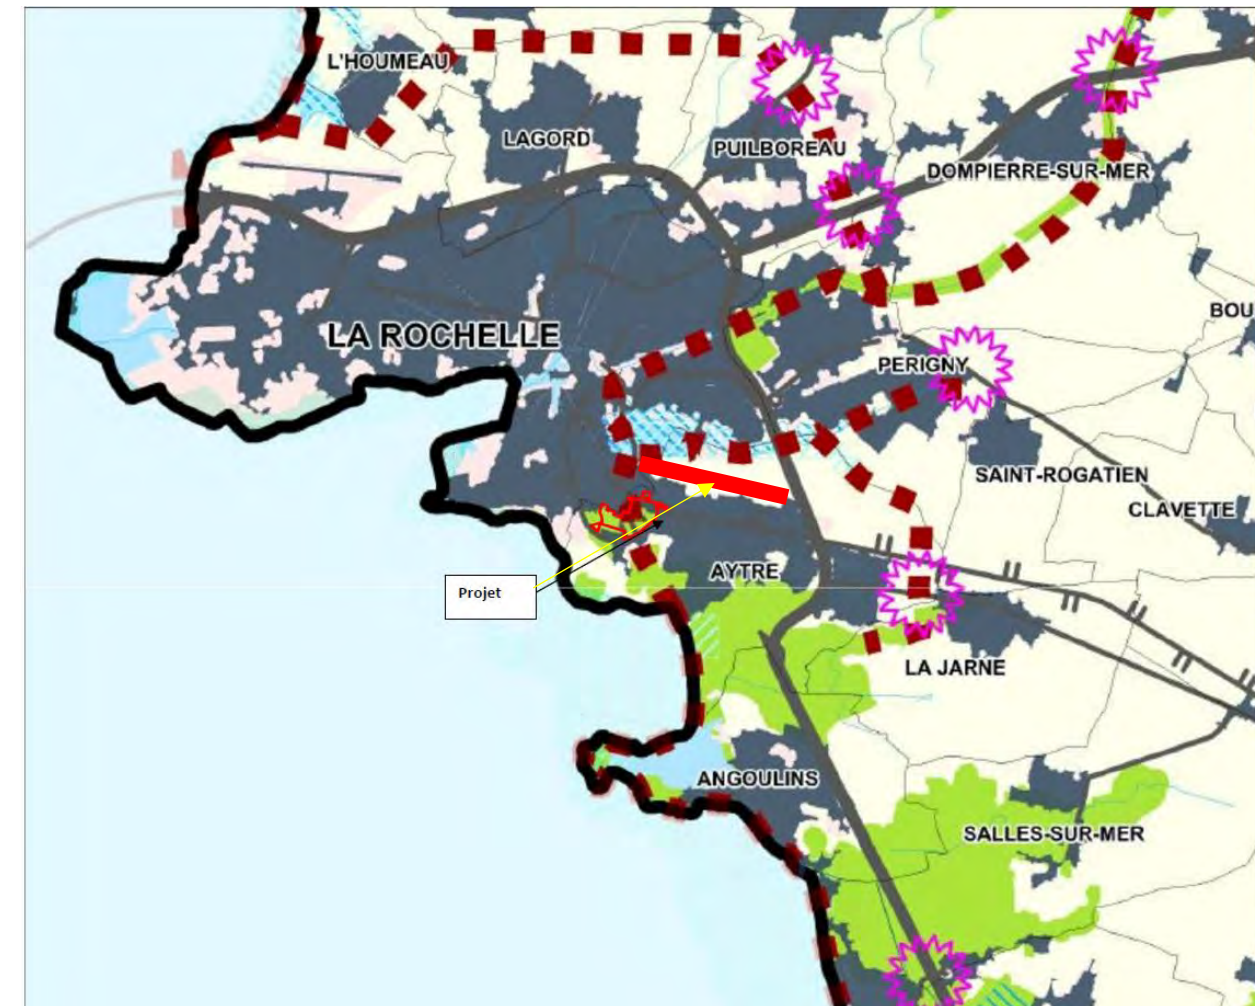 L'HOUMEAU
LAGORD
PUILBOREAU
DOMPIERRE-SUR-MER
BOU
LA ROCHELLE
PERIGNY
SAINT-ROGATIEN
CLAVETTE
AYTRE
Projet
LA JARNE
ANGOULINS
SALLES-SUR-MER